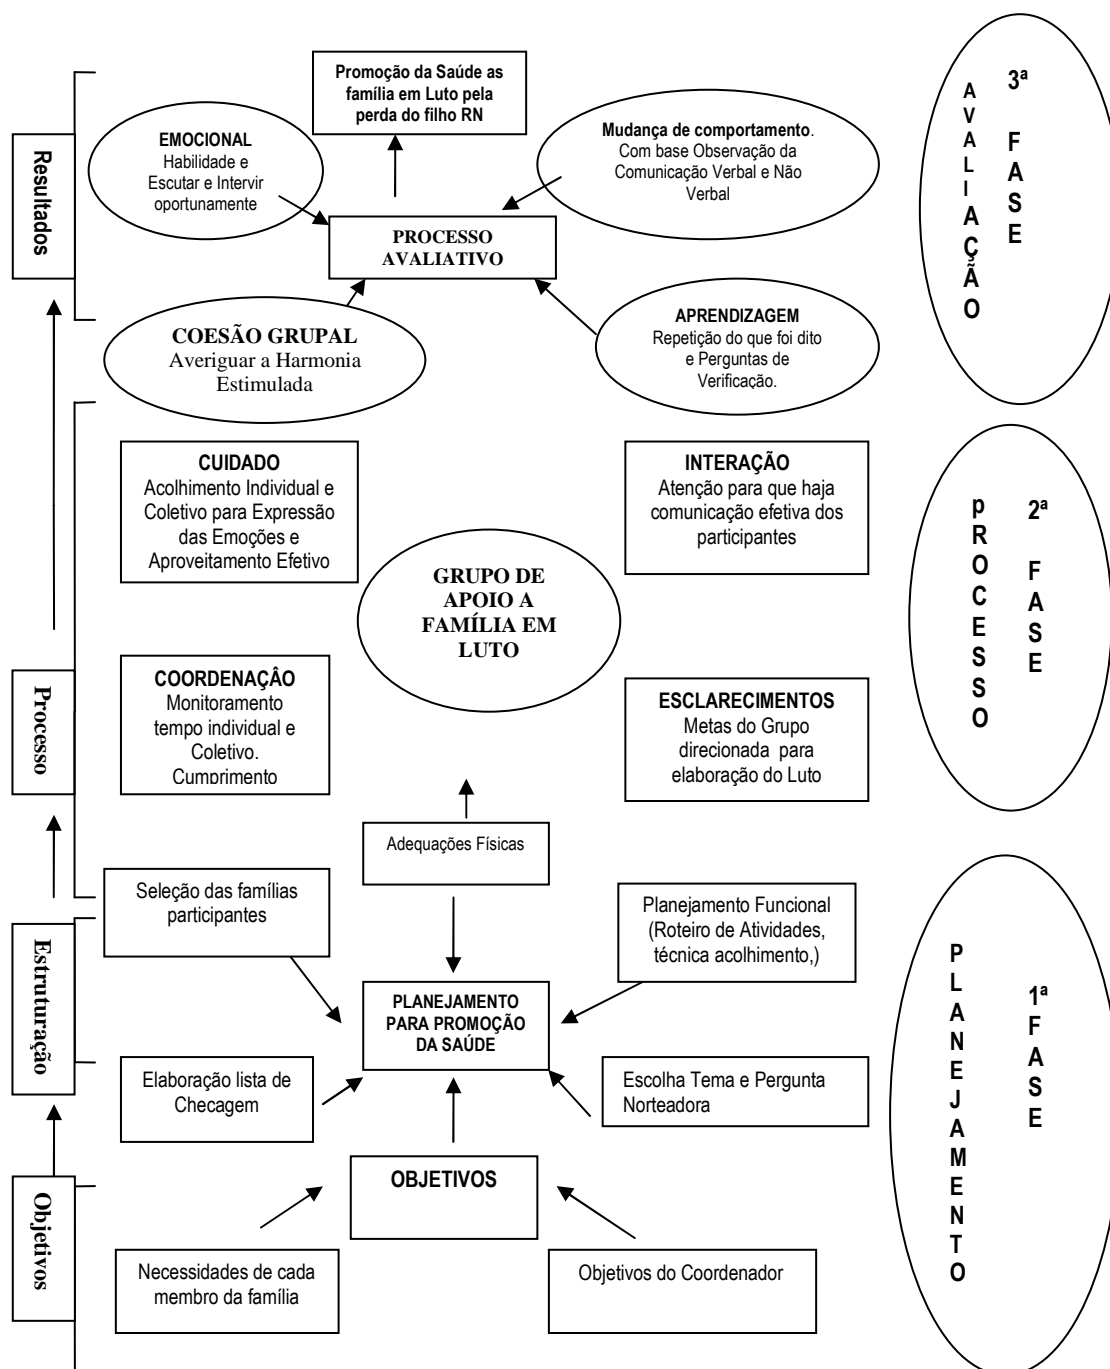 Promoção da Saúde as
família em Luto pela
perda do filho RN
EMOCIONAL
Habilidade e
Escutar e Intervir
oportunamente
Mudança de comportamento.
Com base Observação da
Comunicação Verbal e Não
Verbal
PROCESSO
AVALIATIVO
COESÃO GRUPAL
Averiguar a Harmonia
Estimulada
APRENDIZAGEM
Repetição do que foi dito
e Perguntas de
Verificação.
Resultados
3ª FASE
AVALIAÇÃO
CUIDADO
Acolhimento Individual e
Coletivo para Expressão
das Emoções e
Aproveitamento Efetivo
INTERAÇÃO
Atenção para que haja
comunicação efetiva dos
participantes
GRUPO DE
APOIO A
FAMÍLIA EM
LUTO
COORDENAÇÂO
Monitoramento
tempo individual e
Coletivo.
Cumprimento
ESCLARECIMENTOS
Metas do Grupo
direcionada para
elaboração do Luto
Processo
2ª FASE
pROCESSO
Adequações Físicas
Seleção das famílias
participantes
Planejamento Funcional
(Roteiro de Atividades,
técnica acolhimento,)
PLANEJAMENTO
PARA PROMOÇÃO
DA SAÚDE
Elaboração lista de
Checagem
Escolha Tema e Pergunta
Norteadora
Estruturação
OBJETIVOS
Necessidades de cada
membro da família
Objetivos do Coordenador
Objetivos
1ª FASE
PLANEJAMENTO